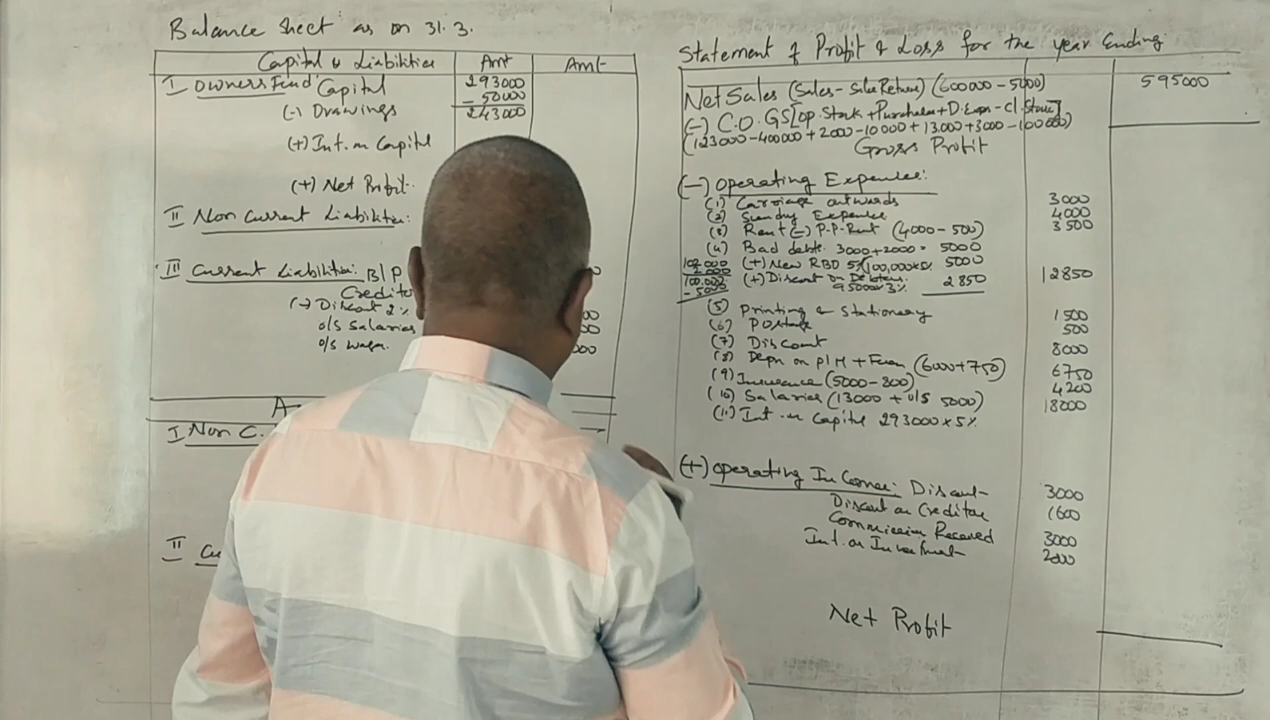 Balance Sheet as on 31.3.
Capital & Liabilities Amt Amt
I Owners Fund Capital 293000
(-) Drawings - 50000
243000
(+) Int. on Capital
(+) Net Profit.
II Non Current Liabilities:
III Current Liabilities: B/P
Creditor
(-) Discount 2%
O/S Salaries
O/S Wages
I Non C.
II Cu
Statement of Profit & Loss for the year Ending
Net Sales (Sales - Sales Return) (600000 - 5000) 595000
(-) C.O.GS [Op. Stock + Purchases + D.Exps - Cl. Stock]
(123000 - 400000 + 2000 - 10000 + 13000 + 3000 - 100000)
Gross Profit
(-) Operating Expenses:
(1) Carriage outwards 3000
(2) Sundry Expenses 4000
(3) Rent (-) P.P. Rent (4000 - 500) 3500
(4) Bad debts 3000 + 2000 = 5000
(+) New RBD 5% (100,000 x 5% 5000
102000
2000
100.000
- 5000
(+) Discount on Debtors 2850 12850
95000 x 3%
(5) Printing & Stationery 1500
(6) Postage 500
(7) Discount 8000
(8) Depn on P/M + Furn (6000 + 750) 6750
(9) Insurance (5000 - 800) 4200
(10) Salaries (13000 + O/S 5000) 18000
(11) Int. on Capital 293000 x 5%
(+) Operating Income: Discount 3000
Discount on Creditor 1600
Commission Received 3000
Int. on Investment 2000
Net Profit